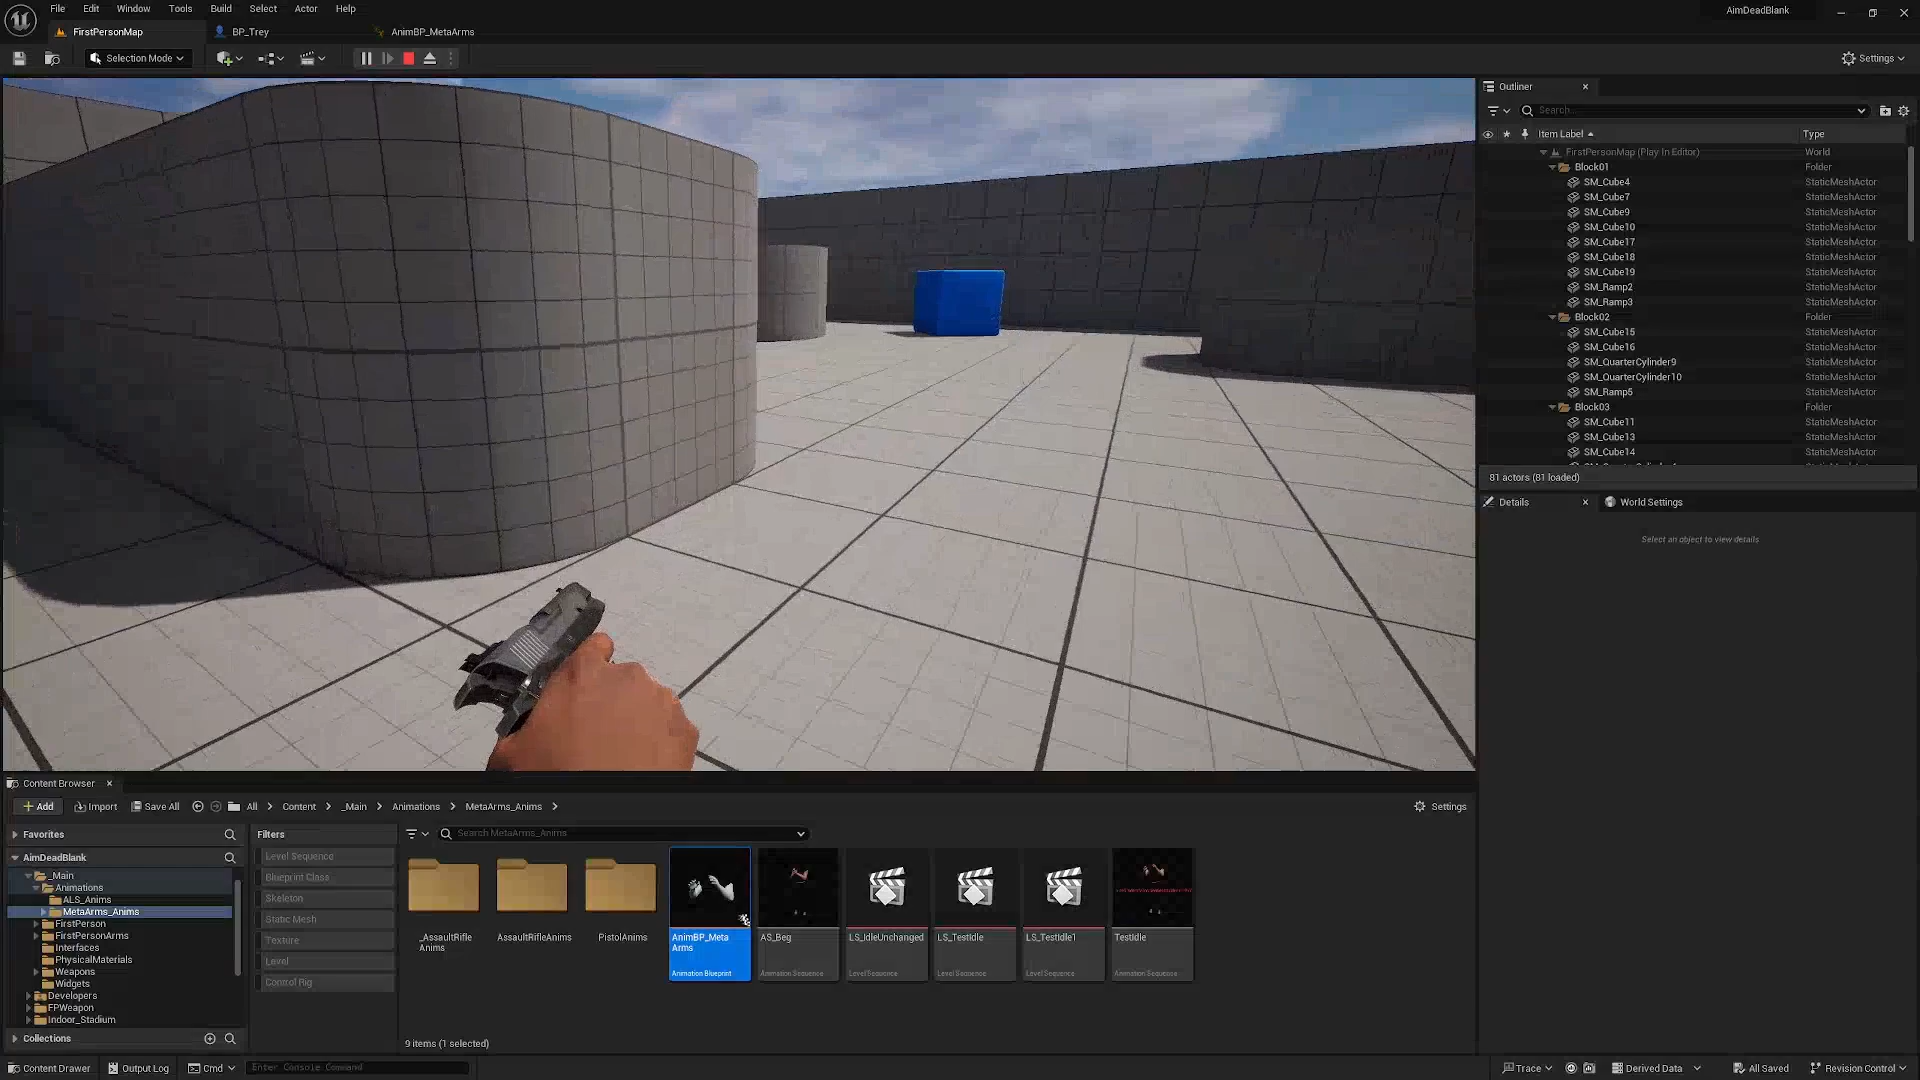 File Edit Window Tools Build Select Actor Help
AimDeadBlank
FirstPersonMap
BP_Trey
AnimBP_MetaArms
Selection Mode
Settings
Outliner
Search...
Item Label
Type
FirstPersonMap (Play In Editor) World
Block01 Folder
SM_Cube4 StaticMeshActor
SM_Cube7 StaticMeshActor
SM_Cube9 StaticMeshActor
SM_Cube10 StaticMeshActor
SM_Cube17 StaticMeshActor
SM_Cube18 StaticMeshActor
SM_Cube19 StaticMeshActor
SM_Ramp2 StaticMeshActor
SM_Ramp3 StaticMeshActor
Block02 Folder
SM_Cube15 StaticMeshActor
SM_Cube16 StaticMeshActor
SM_QuarterCylinder9 StaticMeshActor
SM_QuarterCylinder10 StaticMeshActor
SM_Ramp5 StaticMeshActor
Block03 Folder
SM_Cube11 StaticMeshActor
SM_Cube13 StaticMeshActor
SM_Cube14 StaticMeshActor
81 actors (81 loaded)
Details
World Settings
Select an object to view details
Content Browser
Add Import Save All All Content _Main Animations MetaArms_Anims Settings
Favorites
Filters
Search MetaArms_Anims
AimDeadBlank
_Main
Animations
ALS_Anims
MetaArms_Anims
FirstPerson
FirstPersonArms
Interfaces
PhysicalMaterials
Weapons
Widgets
Developers
FPWeapon
Indoor_Stadium
Collections
Level Sequence
Blueprint Class
Skeleton
Static Mesh
Texture
Level
Control Rig
_AssaultRifle
Anims
AssaultRifleAnims
PistolAnims
AnimBP_Meta
Arms
Animation Blueprint
AS_Beg
Animation Sequence
LS_IdleUnchanged
Level Sequence
LS_TestIdle
Level Sequence
LS_TestIdle1
Level Sequence
TestIdle
Animation Sequence
9 items (1 selected)
Content Drawer Output Log Cmd Enter Console Command
Trace Derived Data All Saved Revision Control